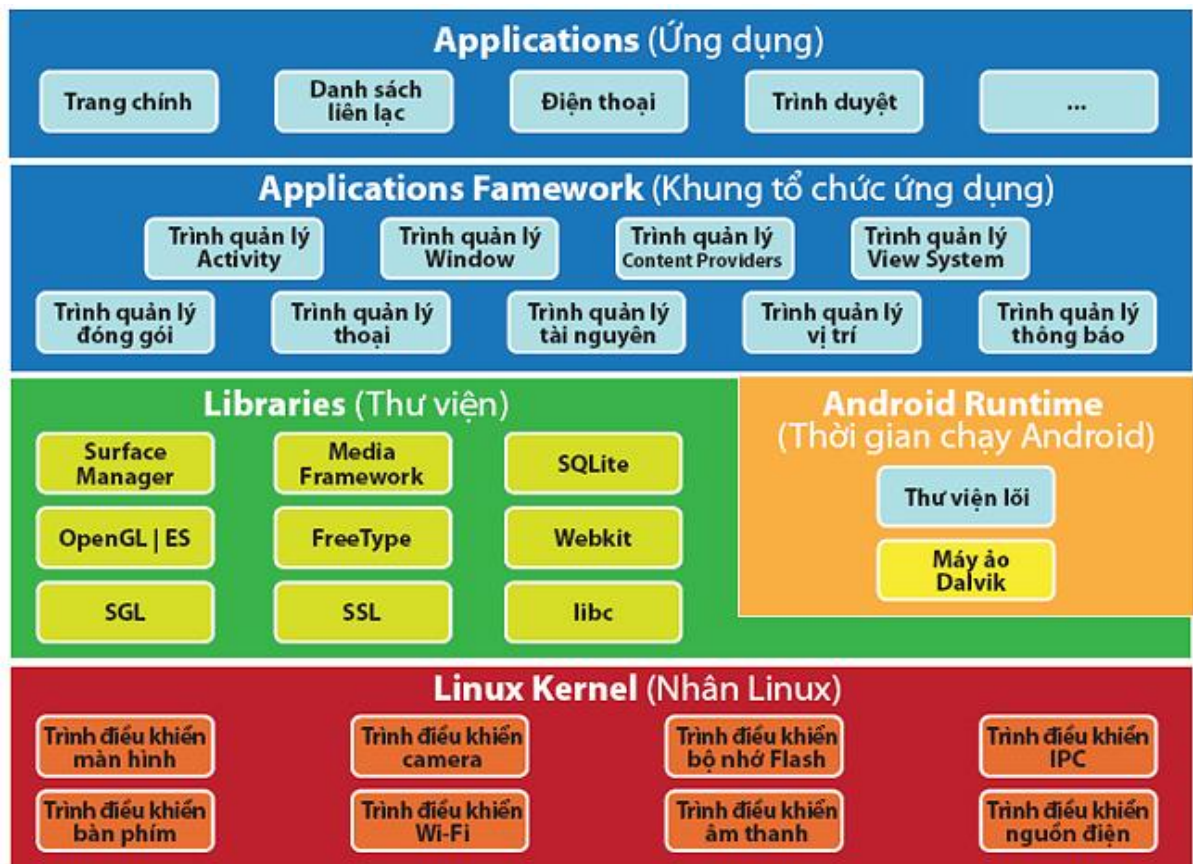 Applications (Ứng dụng)
Trang chính
Danh sách
liên lạc
Điện thoại
Trình duyệt
...
Applications Famework (Khung tổ chức ứng dụng)
Trình quản lý
Activity
Trình quản lý
Window
Trình quản lý
Content Providers
Trình quản lý
View System
Trình quản lý
đóng gói
Trình quản lý
thoại
Trình quản lý
tài nguyên
Trình quản lý
vị trí
Trình quản lý
thông báo
Libraries (Thư viện)
Surface
Manager
Media
Framework
SQLite
OpenGL | ES
FreeType
Webkit
SGL
SSL
libc
Android Runtime
(Thời gian chạy Android)
Thư viện lõi
Máy ảo
Dalvik
Linux Kernel (Nhân Linux)
Trình điều khiển
màn hình
Trình điều khiển
camera
Trình điều khiển
bộ nhớ Flash
Trình điều khiển
IPC
Trình điều khiển
bàn phím
Trình điều khiển
Wi-Fi
Trình điều khiển
âm thanh
Trình điều khiển
nguồn điện